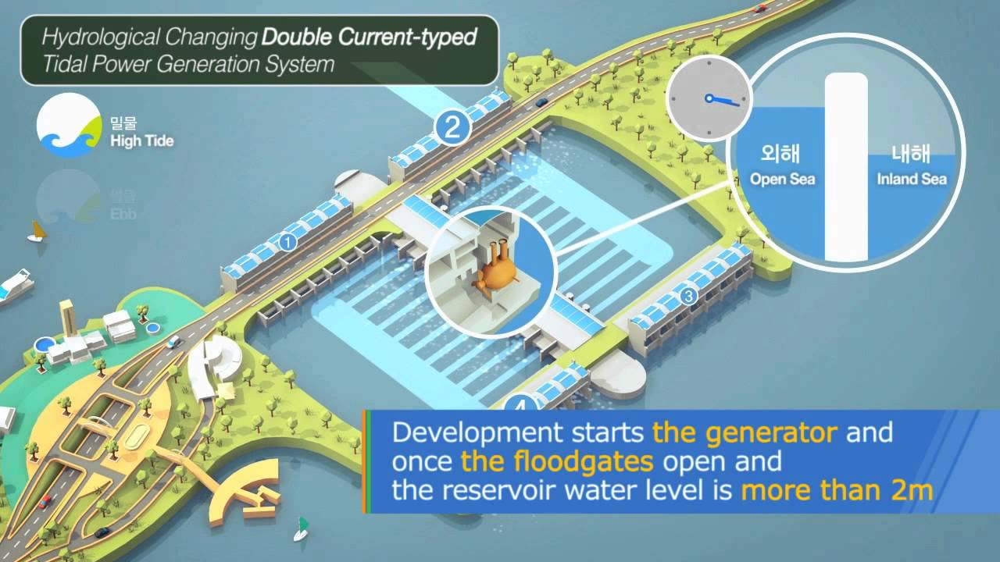 Hydrological Changing Double Current-typed
Tidal Power Generation System
밀물
High Tide
썰물
Ebb
외해
Open Sea
내해
Inland Sea
2
1
3
4
Development starts the generator and
once the floodgates open and
the reservoir water level is more than 2m